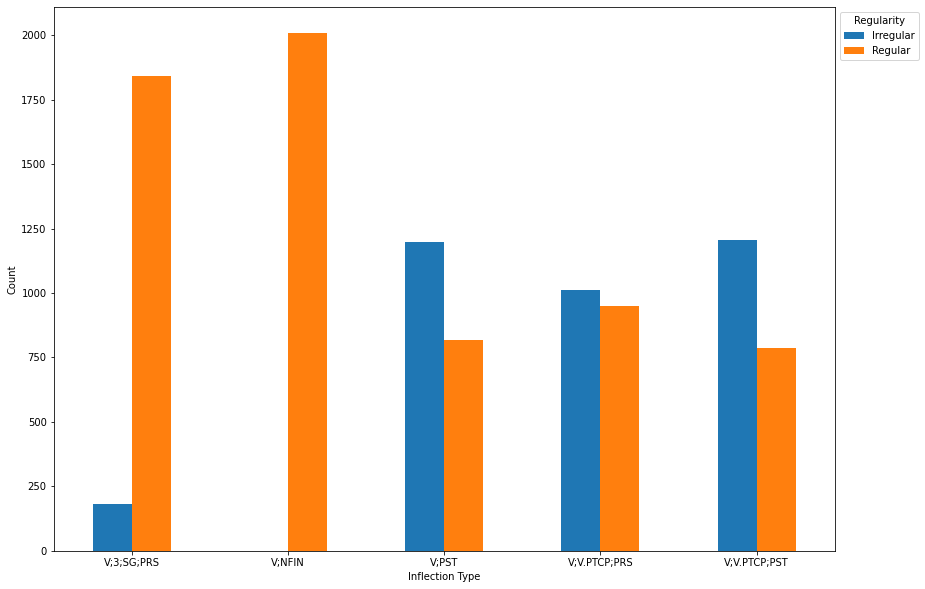 Regularity
Irregular
Regular
2000
1750
1500
1250
1000
750
500
250
0
Count
V;3;SG;PRS
V;NFIN
V;PST
V;V.PTCP;PRS
V;V.PTCP;PST
Inflection Type